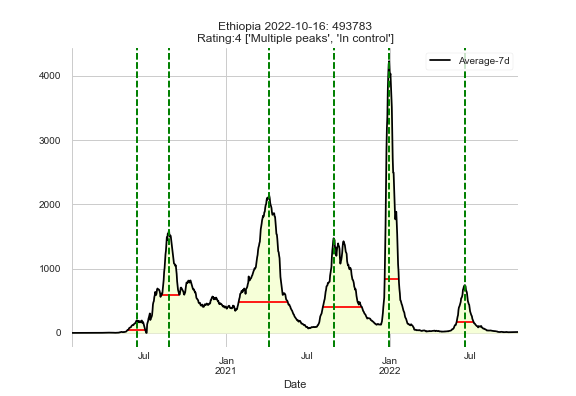 Ethiopia 2022-10-16: 493783
Rating:4 ['Multiple peaks', 'In control']
Average-7d
4000
3000
2000
1000
0
Jul
Jan
2021
Jul
Jan
2022
Jul
Date